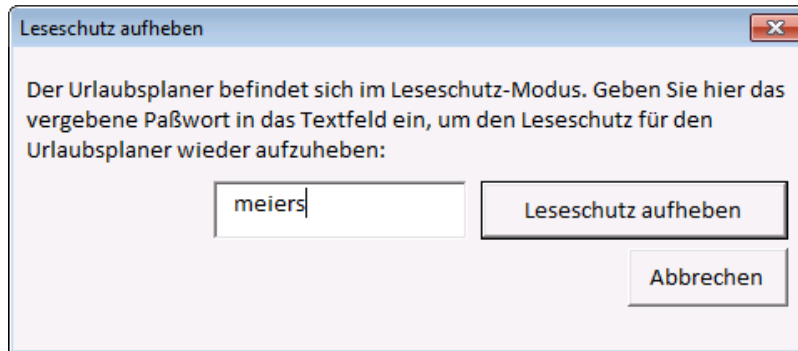 Leseschutz aufheben
Der Urlaubsplaner befindet sich im Leseschutz-Modus. Geben Sie hier das
vergebene Paßwort in das Textfeld ein, um den Leseschutz für den
Urlaubsplaner wieder aufzuheben:
meiers
Leseschutz aufheben
Abbrechen